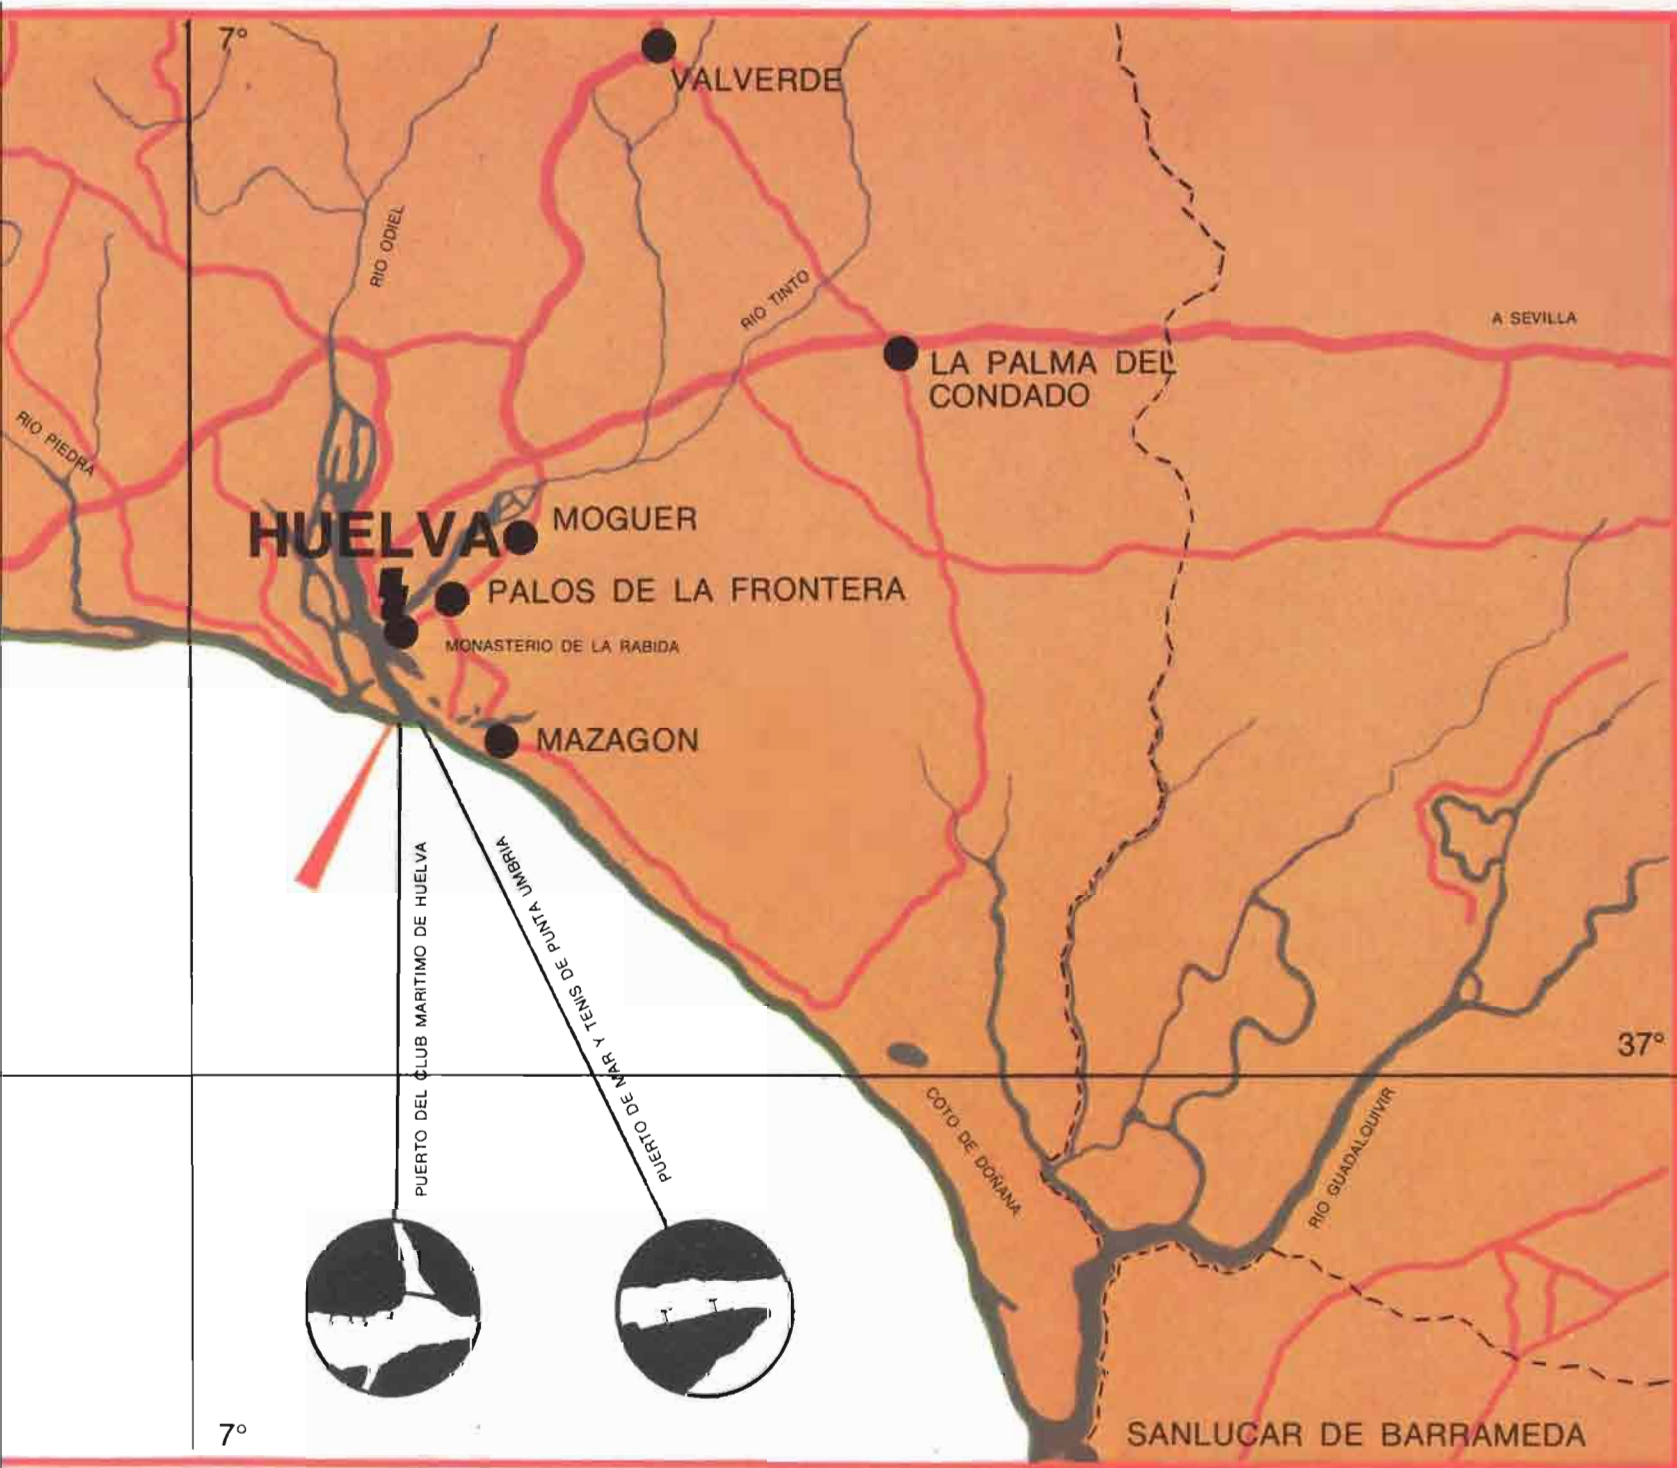 7°
VALVERDE
RIO ODIEL
RIO TINTO
A SEVILLA
LA PALMA DEL
CONDADO
RIO PIEDRA
HUELVA
MOGUER
PALOS DE LA FRONTERA
MONASTERIO DE LA RABIDA
MAZAGON
PUERTO DEL CLUB MARITIMO DE HUELVA
PUERTO DE MAR Y TENIS DE PUNTA UMBRIA
37°
COTO DE DOÑANA
RIO GUADALQUIVIR
7°
SANLUCAR DE BARRAMEDA